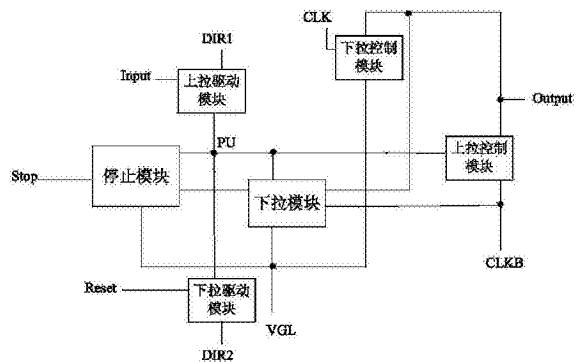 CLK
DIR1
下拉控制
模块
Input
上拉驱动
模块
Output
PU
上拉控制
模块
Stop
停止模块
下拉模块
CLKB
Reset
下拉驱动
模块
VGL
DIR2